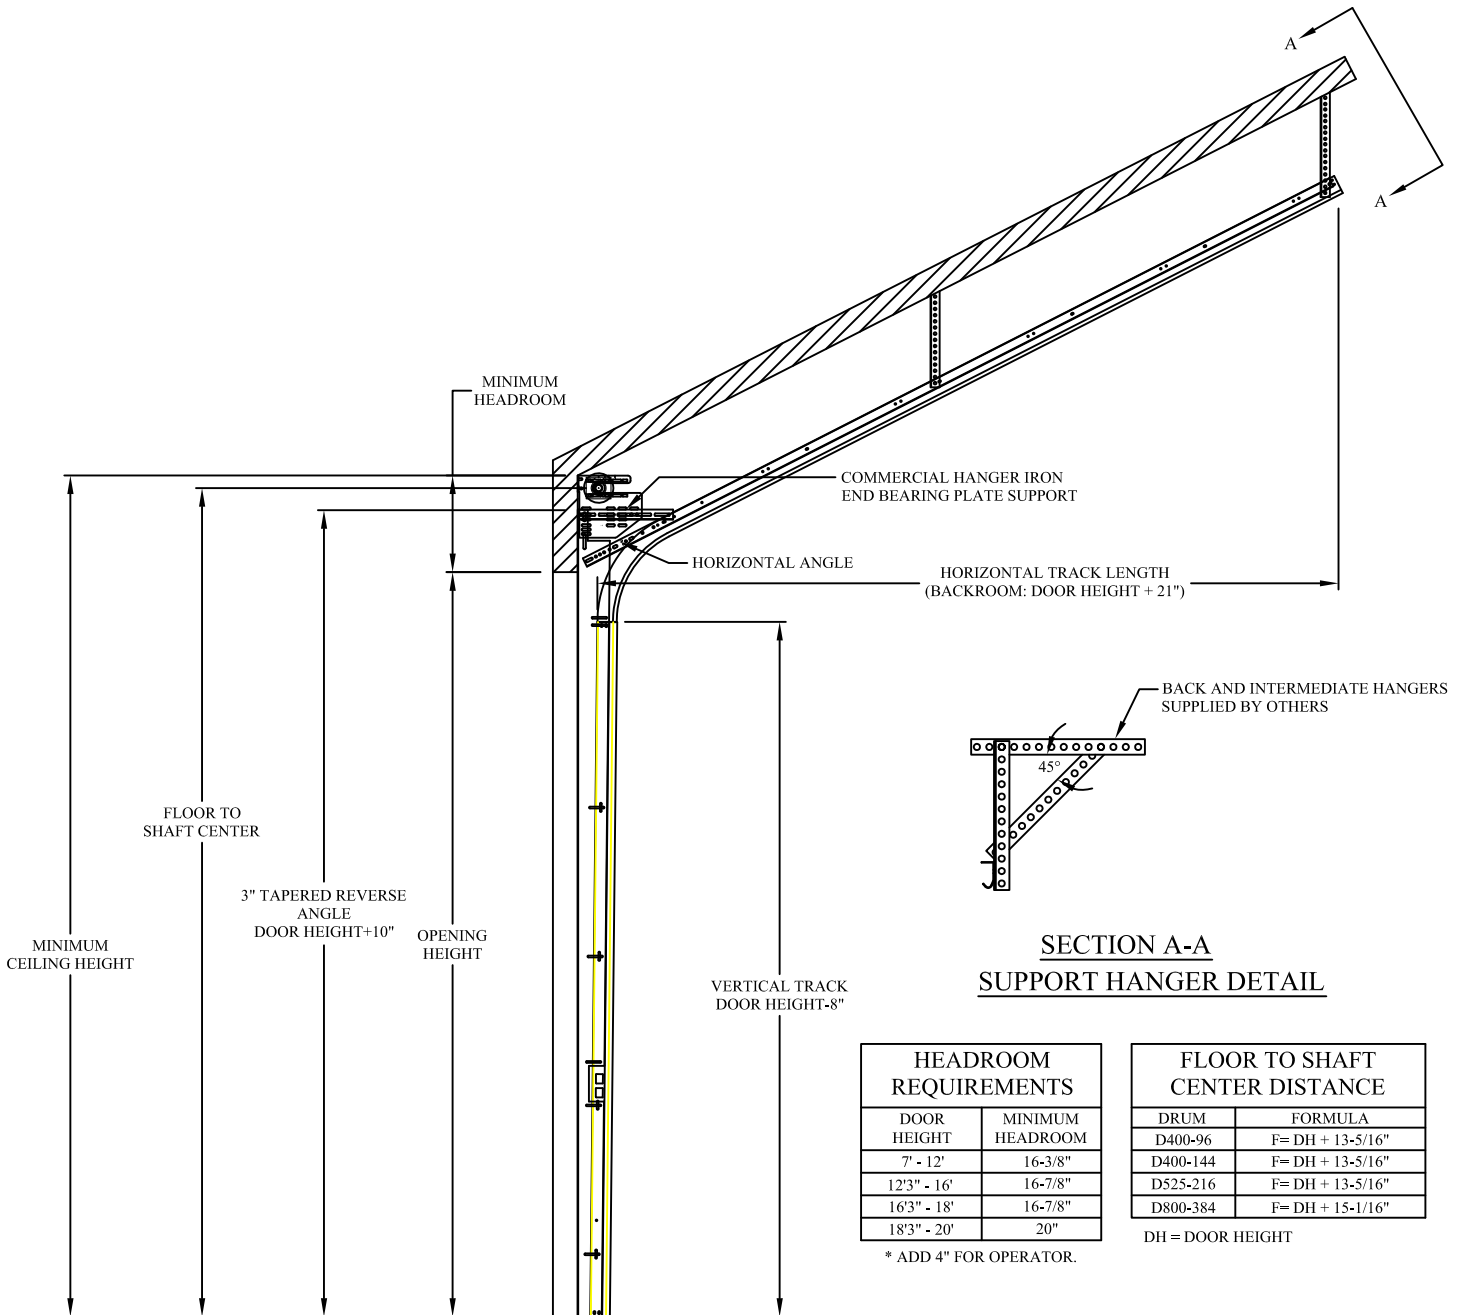 A
A
MINIMUM
HEADROOM
COMMERCIAL HANGER IRON
END BEARING PLATE SUPPORT
HORIZONTAL ANGLE
HORIZONTAL TRACK LENGTH
(BACKROOM: DOOR HEIGHT + 21")
BACK AND INTERMEDIATE HANGERS
SUPPLIED BY OTHERS
45°
FLOOR TO
SHAFT CENTER
3" TAPERED REVERSE
ANGLE
DOOR HEIGHT+10"
OPENING
HEIGHT
MINIMUM
CEILING HEIGHT
VERTICAL TRACK
DOOR HEIGHT-8"
SECTION A-A
SUPPORT HANGER DETAIL
HEADROOM
REQUIREMENTS
DOOR
HEIGHT
MINIMUM
HEADROOM
7' - 12' 16-3/8"
12'3" - 16' 16-7/8"
16'3" - 18' 16-7/8"
18'3" - 20' 20"
* ADD 4" FOR OPERATOR.
FLOOR TO SHAFT
CENTER DISTANCE
DRUM FORMULA
D400-96 F= DH + 13-5/16"
D400-144 F= DH + 13-5/16"
D525-216 F= DH + 13-5/16"
D800-384 F= DH + 15-1/16"
DH = DOOR HEIGHT